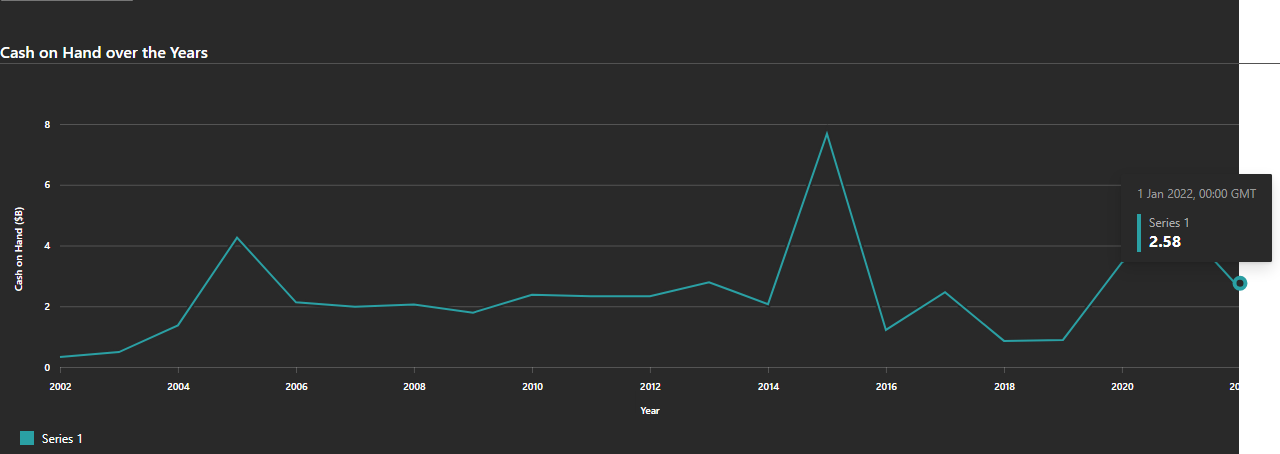 Cash on Hand over the Years
8
6
4
2
0
Cash on Hand ($B)
1 Jan 2022, 00:00 GMT
Series 1
2.58
2002 2004 2006 2008 2010 2012 2014 2016 2018 2020
Year
Series 1